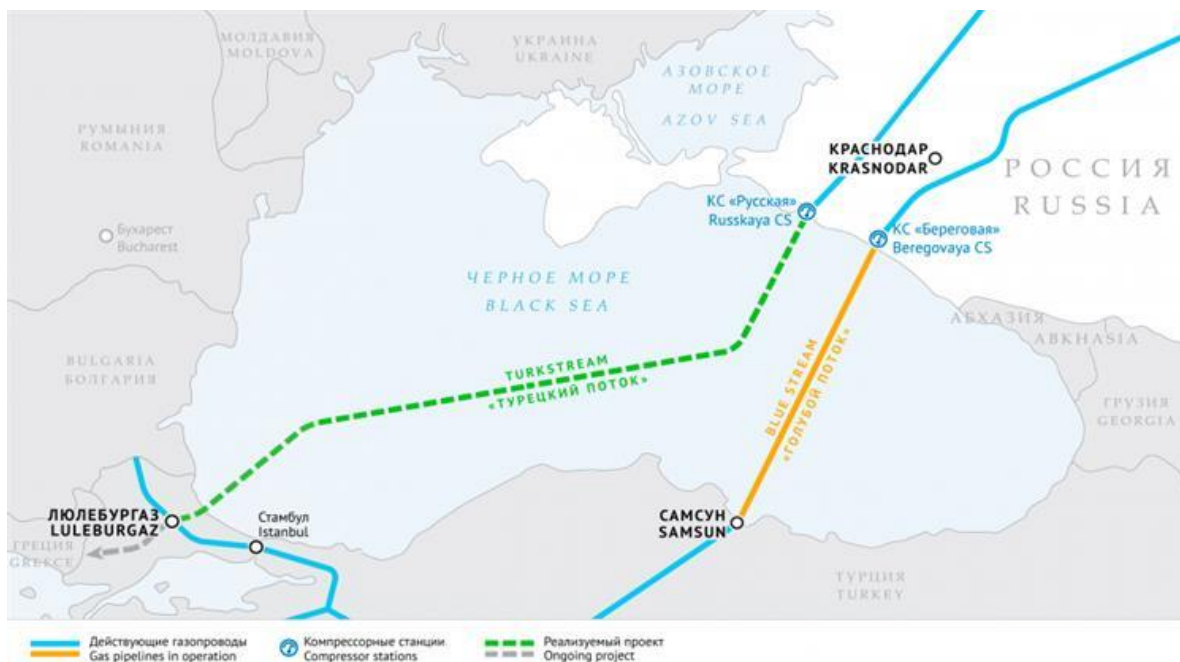 МОЛДАВИЯ
MOLDOVA
УКРАИНА
UKRAINE
АЗОВСКОЕ
МОРЕ
AZOV SEA
РУМЫНИЯ
ROMANIA
КРАСНОДАР
KRASNODAR
РОССИЯ
RUSSIA
КС «Русская»
Russkaya CS
Бухарест
Bucharest
КС «Береговая»
Beregovaya CS
ЧЕРНОЕ МОРЕ
BLACK SEA
АБХАЗИЯ
ABKHASIA
BULGARIA
БОЛГАРИЯ
TURKSTREAM
«ТУРЕЦКИЙ ПОТОК»
BLUE STREAM
«ГОЛУБОЙ ПОТОК»
ГРУЗИЯ
GEORGIA
ЛЮЛЕБУРГАЗ
LULEBURGAZ
Стамбул
Istanbul
САМСУН
SAMSUN
ГРЕЦИЯ
GREECE
ТУРЦИЯ
TURKEY
Действующие газопроводы
Gas pipelines in operation
Компрессорные станции
Compressor stations
Реализуемый проект
Ongoing project